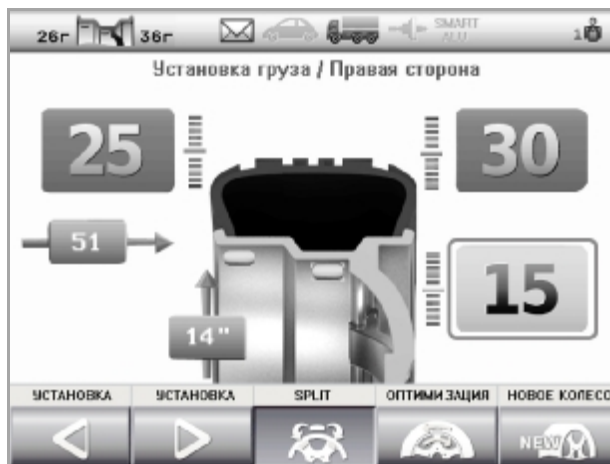 26г 36г SMART
ALU 1
Установка груза / Правая сторона
25 30
51
15
14"
УСТАНОВКА УСТАНОВКА SPLIT ОПТИМИЗАЦИЯ НОВОЕ КОЛЕСО
NEW